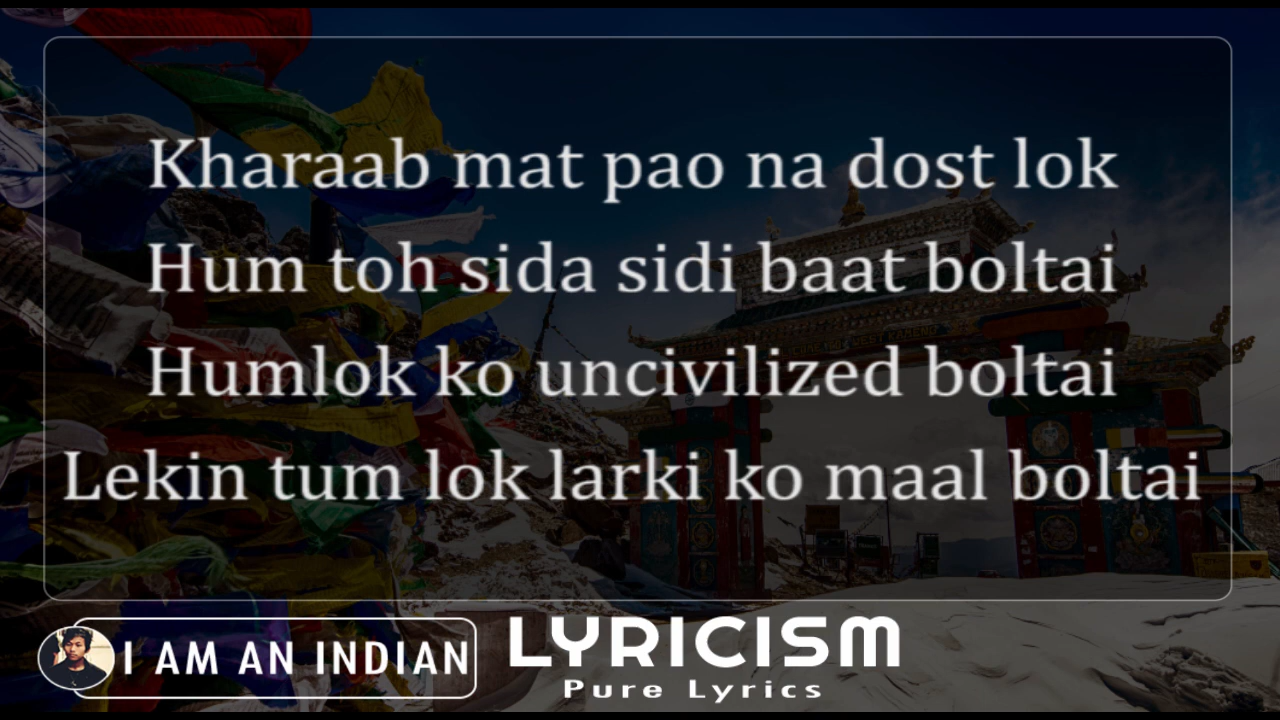 Kharaab mat pao na dost lok
Hum toh sida sidi baat boltai
Humlok ko uncivilized boltai
Lekin tum lok larki ko maal boltai
I AM AN INDIAN
LYRICISM
Pure Lyrics